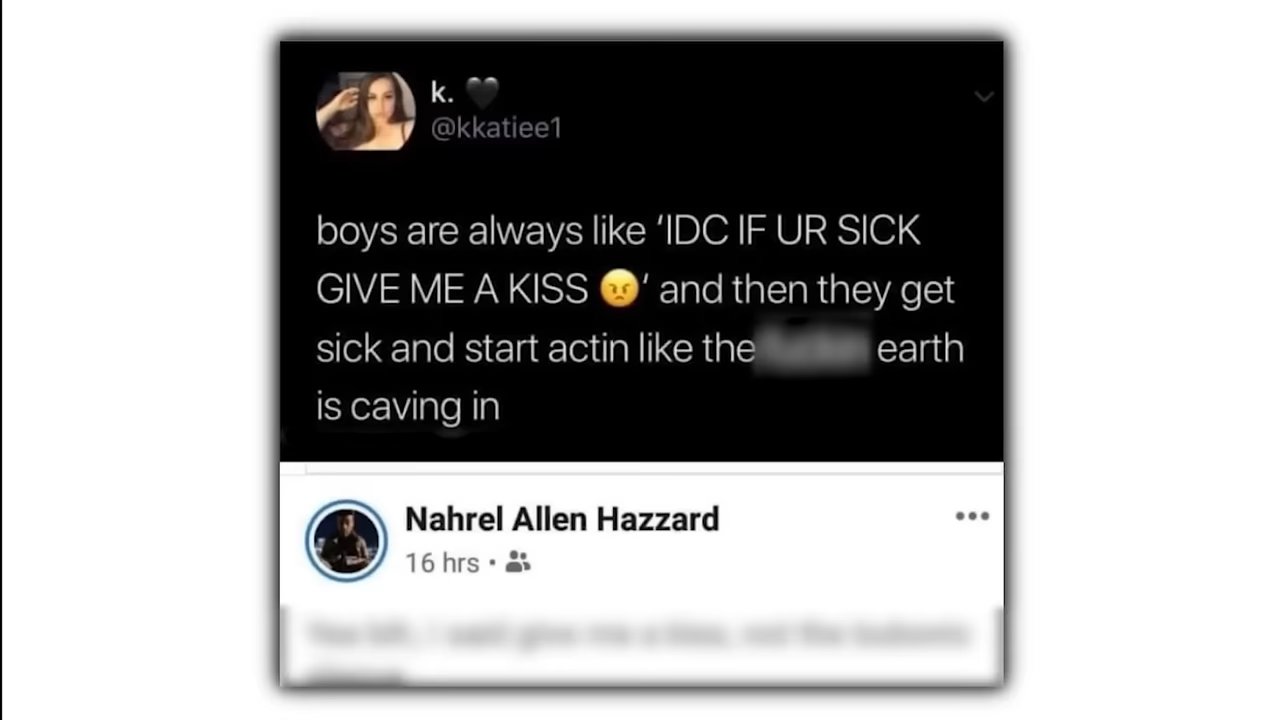 k. 🖤
@kkatiee1
boys are always like ‘IDC IF UR SICK
GIVE ME A KISS 😠‘ and then they get
sick and start actin like the earth
is caving in
Nahrel Allen Hazzard
16 hrs •